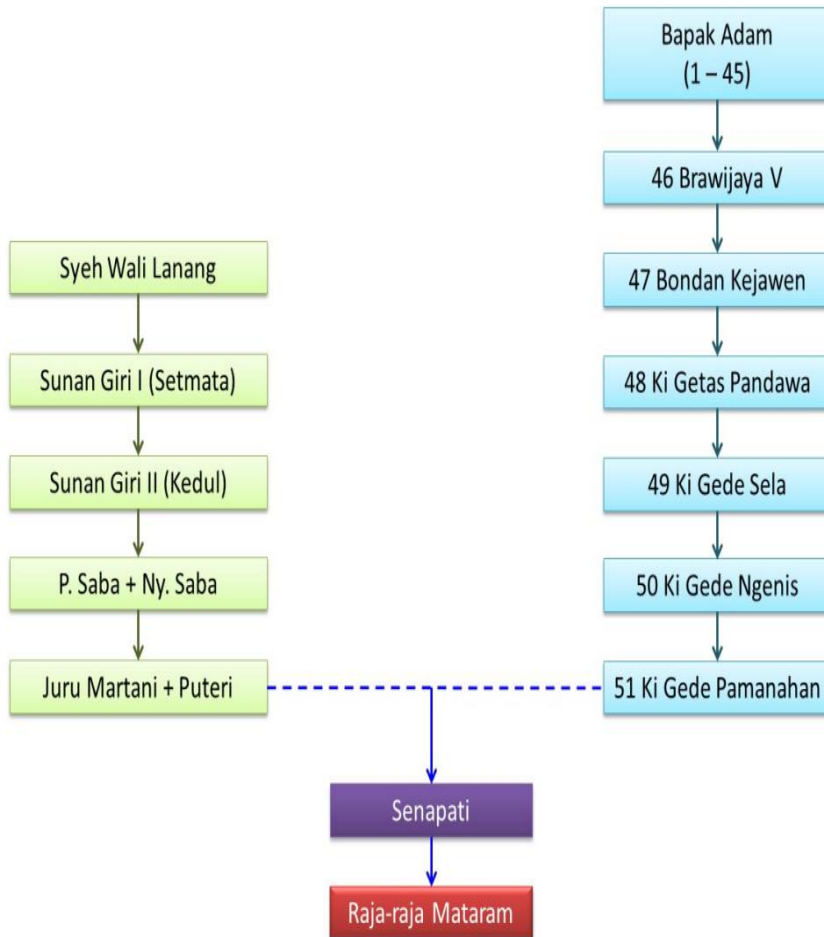 Bapak Adam
(1 – 45)
46 Brawijaya V
47 Bondan Kejawen
48 Ki Getas Pandawa
49 Ki Gede Sela
50 Ki Gede Ngenis
51 Ki Gede Pamanahan
Syeh Wali Lanang
Sunan Giri I (Setmata)
Sunan Giri II (Kedul)
P. Saba + Ny. Saba
Juru Martani + Puteri
Senapati
Raja-raja Mataram